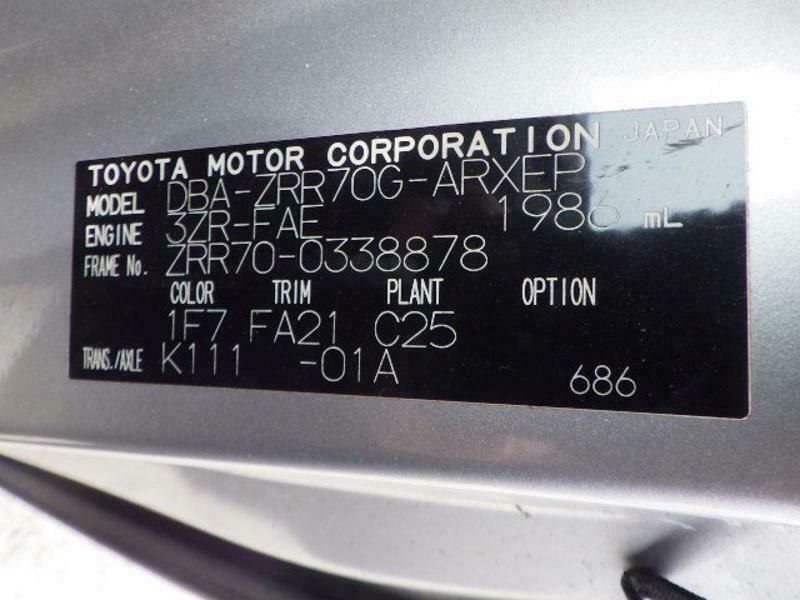 TOYOTA MOTOR CORPORATION JAPAN
MODEL DBA-ZRR70G-ARXEP
ENGINE 3ZR-FAE 1986 mL
FRAME No. ZRR70-0338878
COLOR TRIM PLANT OPTION
1F7 FA21 C25
TRANS./AXLE K111 -01A
686